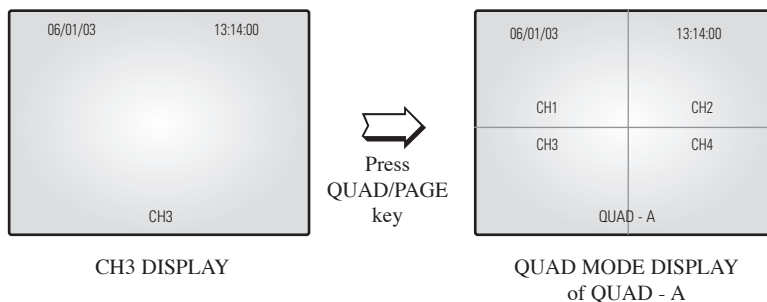 06/01/03 13:14:00
CH3
CH3 DISPLAY
Press
QUAD/PAGE
key
06/01/03 13:14:00
CH1 CH2
CH3 CH4
QUAD - A
QUAD MODE DISPLAY
of QUAD - A